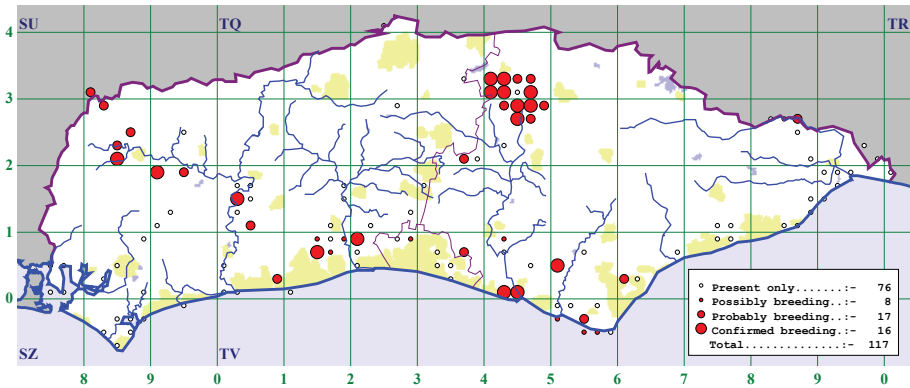 SU TQ TR
4
3
2
1
0
Present only.......:- 76
Possibly breeding..:- 8
Probably breeding..:- 17
Confirmed breeding.:- 16
Total..............:- 117
SZ TV
8 9 0 1 2 3 4 5 6 7 8 9 0